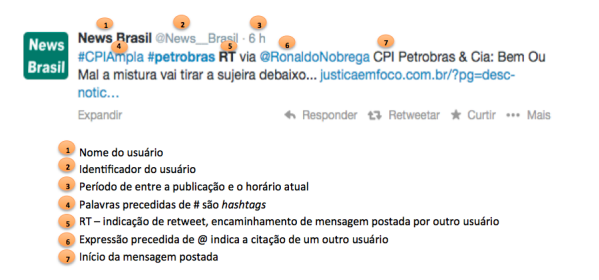 1 2 3
News Brasil
News Brasil @News__Brasil · 6 h
4 5 6 7
#CPIAmpla #petrobras RT via @RonaldoNobrega CPI Petrobras & Cia: Bem Ou
Mal a mistura vai tirar a sujeira debaixo... justicaemfoco.com.br/?pg=desc-
notic...
Expandir Responder Retweetar Curtir Mais
1 Nome do usuário
2 Identificador do usuário
3 Período de entre a publicação e o horário atual
4 Palavras precedidas de # são hashtags
5 RT – indicação de retweet, encaminhamento de mensagem postada por outro usuário
6 Expressão precedida de @ indica a citação de um outro usuário
7 Início da mensagem postada